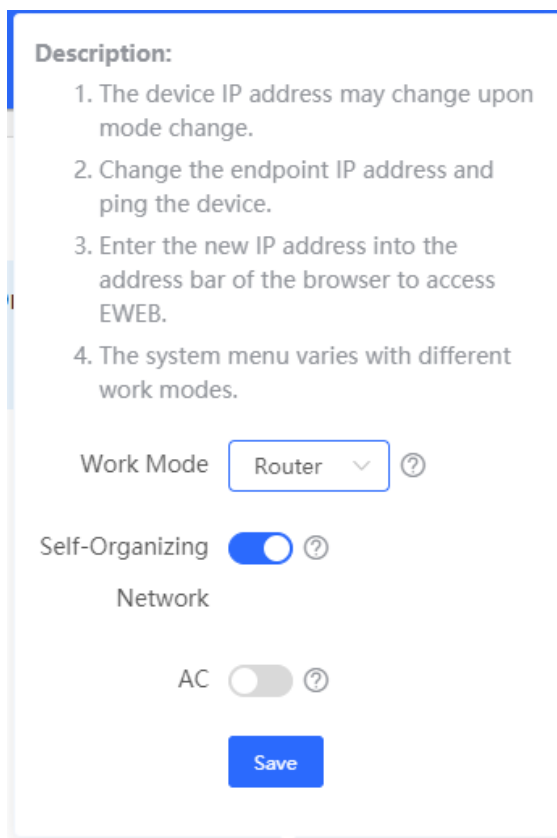 Description:
1. The device IP address may change upon
mode change.
2. Change the endpoint IP address and
ping the device.
3. Enter the new IP address into the
address bar of the browser to access
EWEB.
4. The system menu varies with different
work modes.
Work Mode Router ?
Self-Organizing ?
Network
AC ?
Save